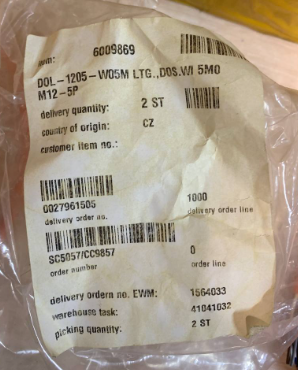 item: 6009869
DOL-1205-W05M LTG.,DOS.WI 5M0
M12-5P
delivery quantity: 2 ST
country of origin: CZ
customer item no.:
0027961505 1000
delivery order no. delivery order line
SC5057/CC9857 0
order number order line
delivery ordern no. EWM: 1564033
warehouse task: 41041032
picking quantity: 2 ST